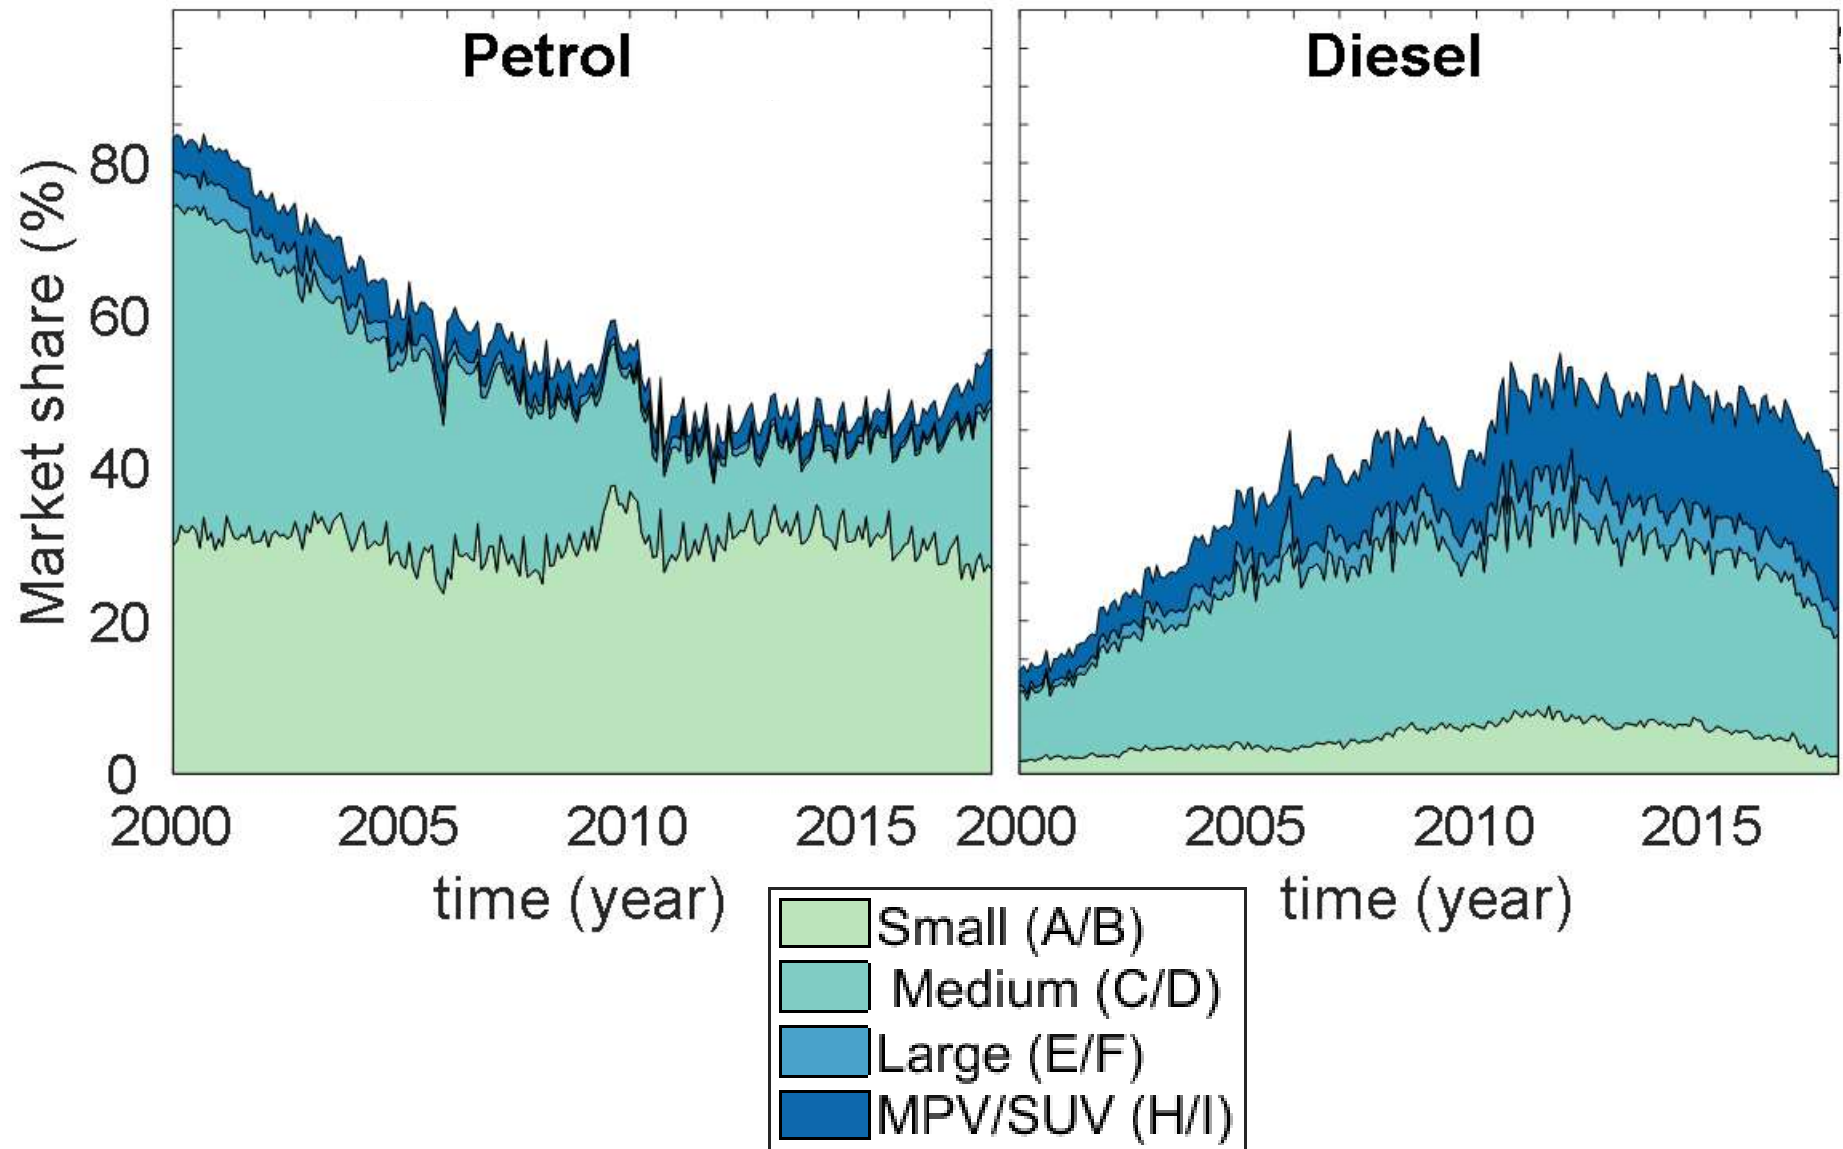 Petrol
Diesel
Market share (%)
80
60
40
20
0
2000 2005 2010 2015
2000 2005 2010 2015
time (year)
time (year)
Small (A/B)
Medium (C/D)
Large (E/F)
MPV/SUV (H/I)